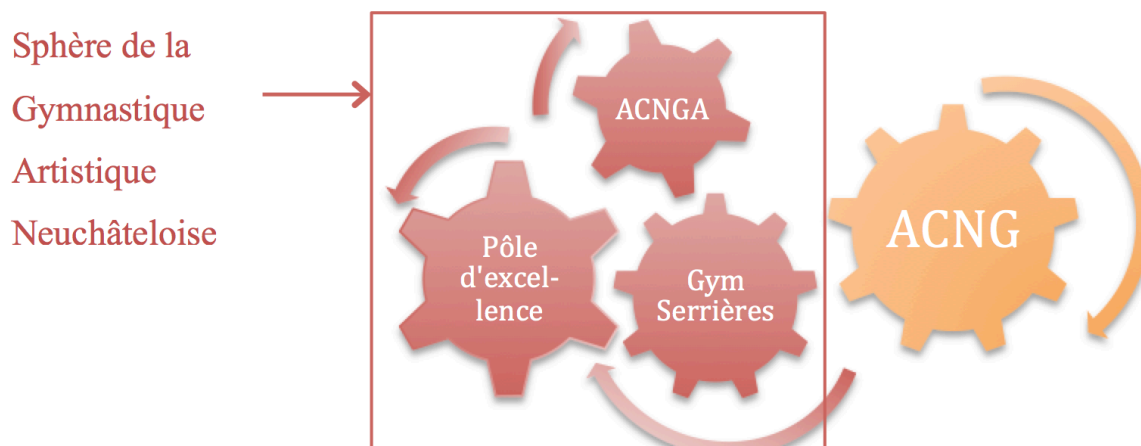 Sphère de la
Gymnastique
Artistique
Neuchâteloise
ACNGA
Pôle
d'excel-
lence
Gym
Serrières
ACNG